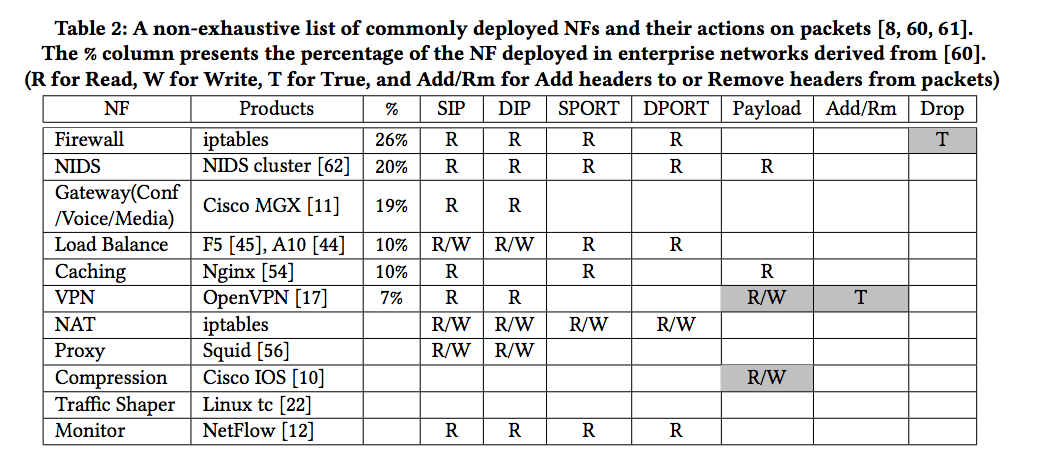 Table 2: A non-exhaustive list of commonly deployed NFs and their actions on packets [8, 60, 61].
The % column presents the percentage of the NF deployed in enterprise networks derived from [60].
(R for Read, W for Write, T for True, and Add/Rm for Add headers to or Remove headers from packets)
NF Products % SIP DIP SPORT DPORT Payload Add/Rm Drop
Firewall iptables 26% R R R R T
NIDS NIDS cluster [62] 20% R R R R R
Gateway(Conf
/Voice/Media) Cisco MGX [11] 19% R R
Load Balance F5 [45], A10 [44] 10% R/W R/W R R
Caching Nginx [54] 10% R R R
VPN OpenVPN [17] 7% R R R/W T
NAT iptables R/W R/W R/W R/W
Proxy Squid [56] R/W R/W
Compression Cisco IOS [10] R/W
Traffic Shaper Linux tc [22]
Monitor NetFlow [12] R R R R